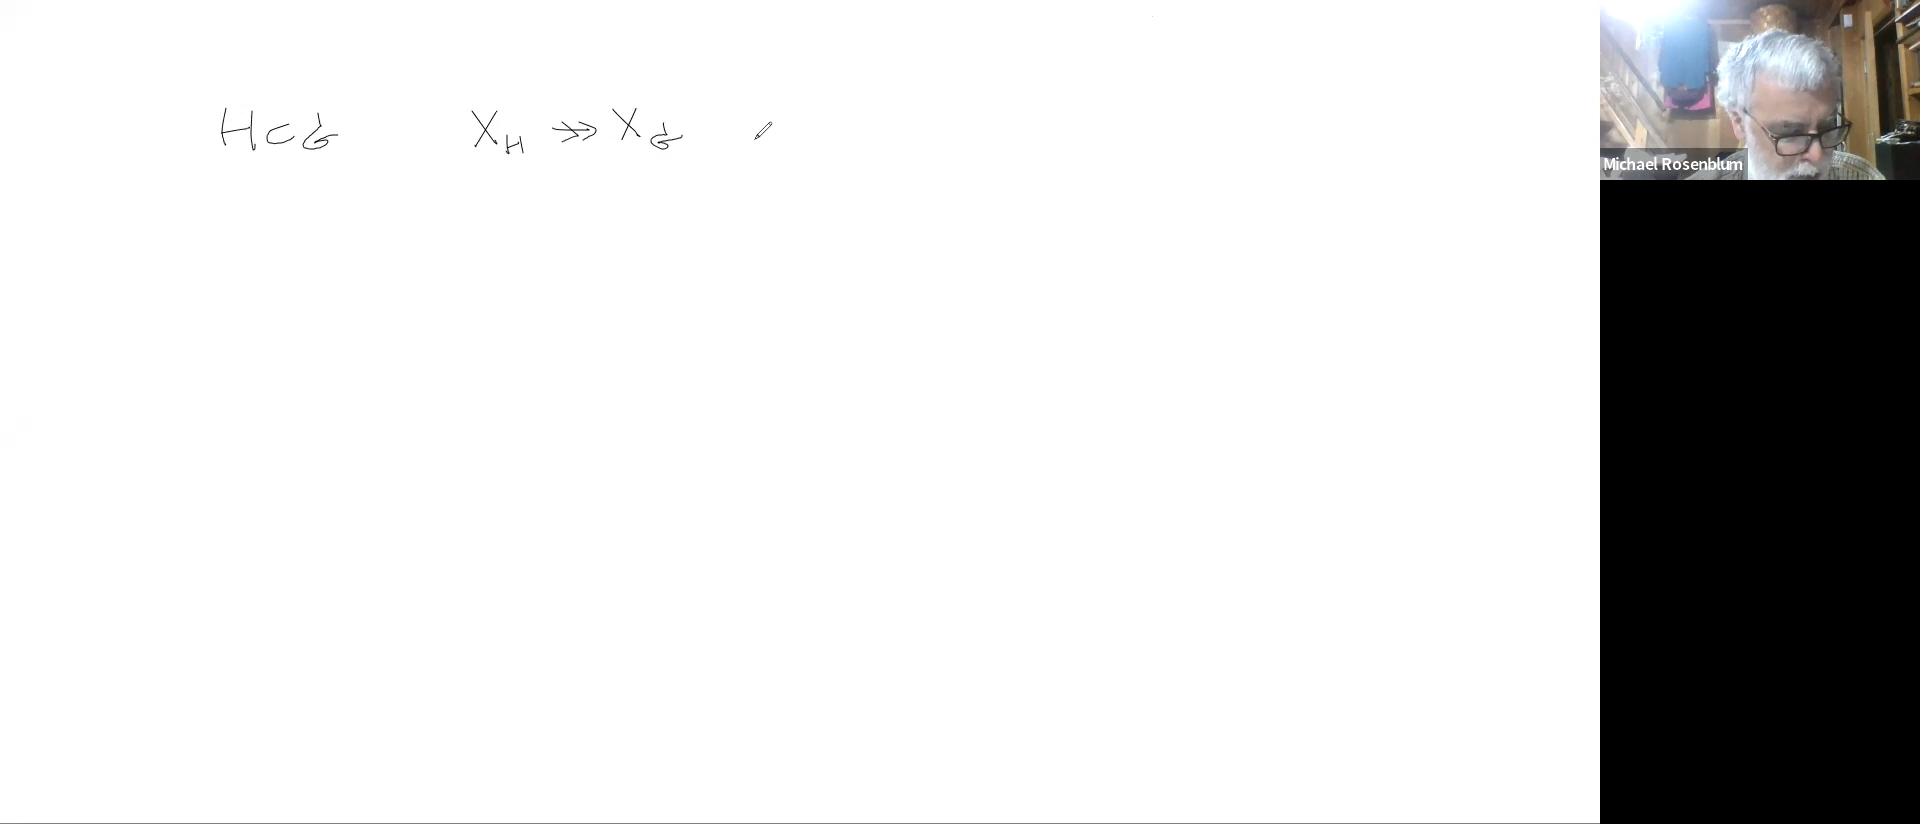 H ⊂ G X_H ↠ X_G
Michael Rosenblum